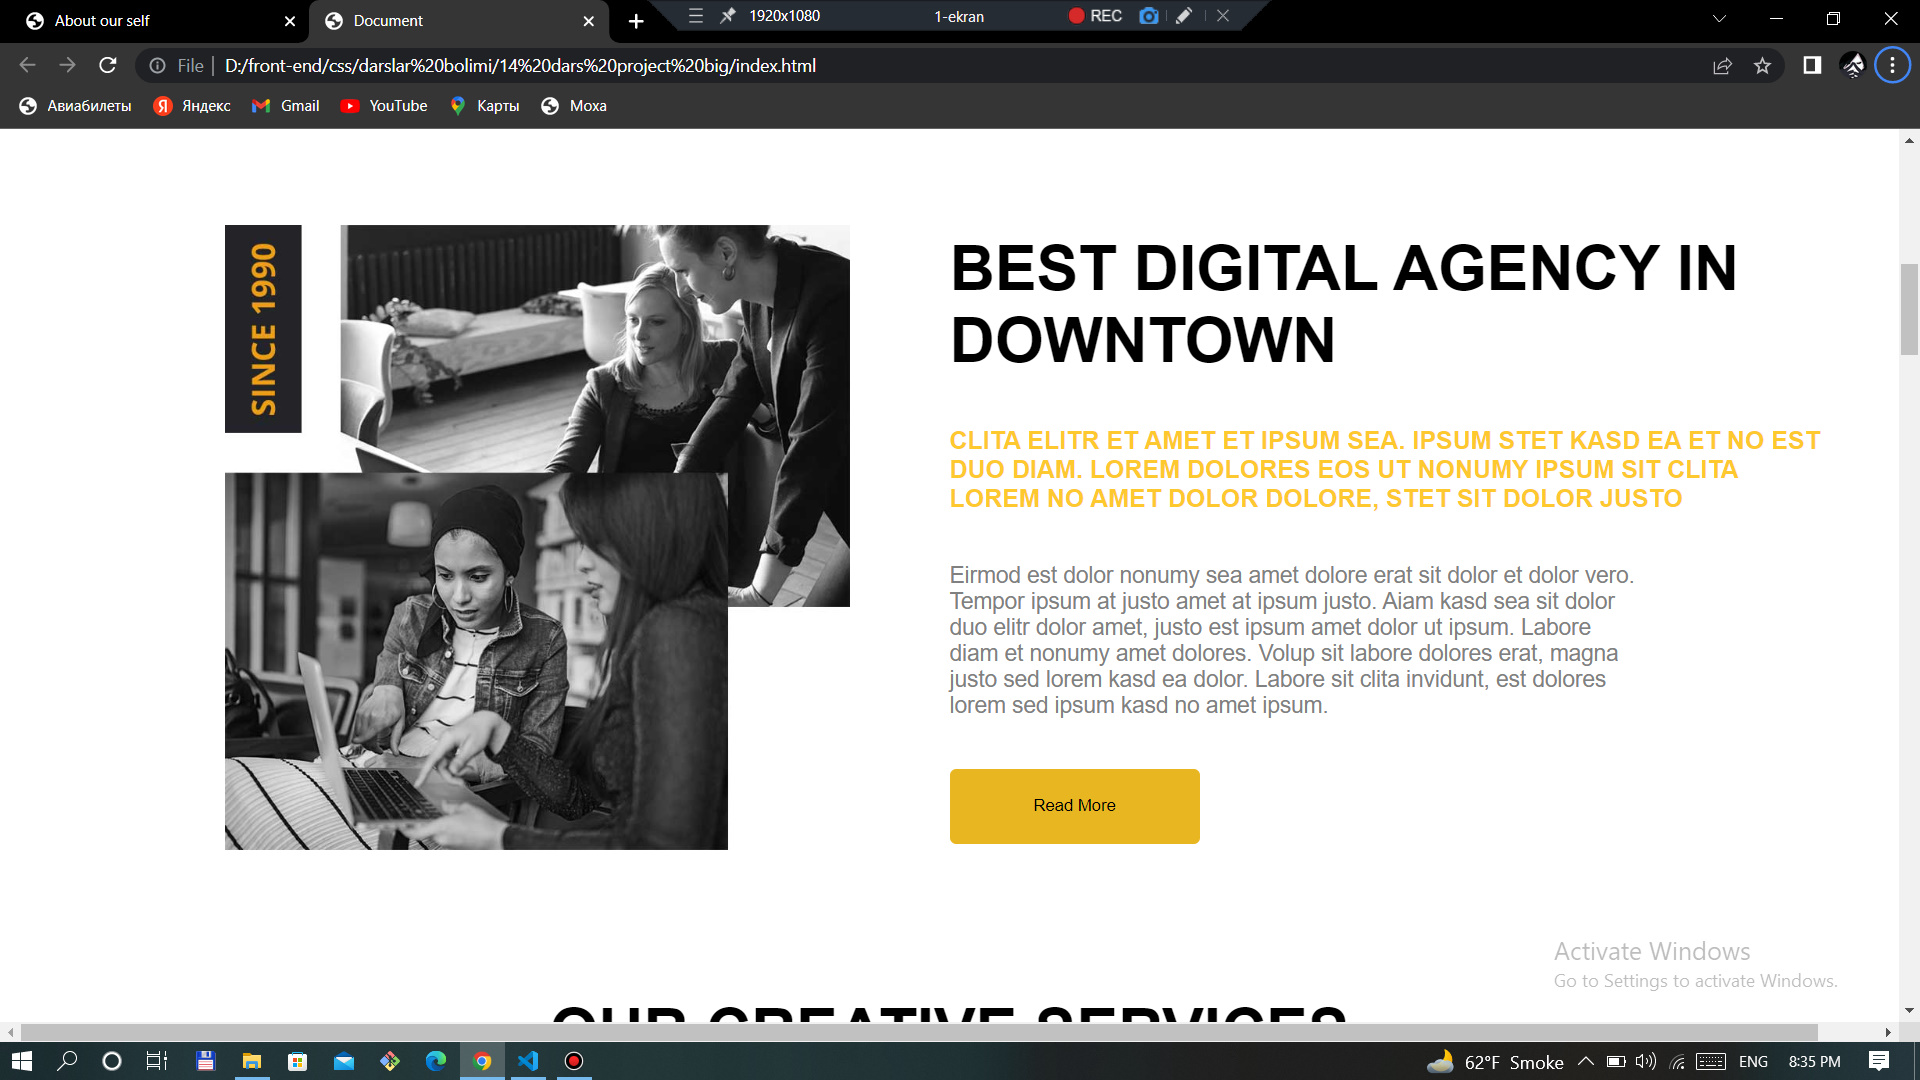 About our self
Document
1920x1080
1-ekran
REC
File
D:/front-end/css/darslar%20bolimi/14%20dars%20project%20big/index.html
Авиабилеты
Яндекс
Gmail
YouTube
Карты
Моха
SINCE 1990
BEST DIGITAL AGENCY IN
DOWNTOWN
CLITA ELITR ET AMET ET IPSUM SEA. IPSUM STET KASD EA ET NO EST
DUO DIAM. LOREM DOLORES EOS UT NONUMY IPSUM SIT CLITA
LOREM NO AMET DOLOR DOLORE, STET SIT DOLOR JUSTO
Eirmod est dolor nonumy sea amet dolore erat sit dolor et dolor vero.
Tempor ipsum at justo amet at ipsum justo. Aiam kasd sea sit dolor
duo elitr dolor amet, justo est ipsum amet dolor ut ipsum. Labore
diam et nonumy amet dolores. Volup sit labore dolores erat, magna
justo sed lorem kasd ea dolor. Labore sit clita invidunt, est dolores
lorem sed ipsum kasd no amet ipsum.
Read More
Activate Windows
Go to Settings to activate Windows.
OUR CREATIVE SERVICES
62°F Smoke
ENG
8:35 PM